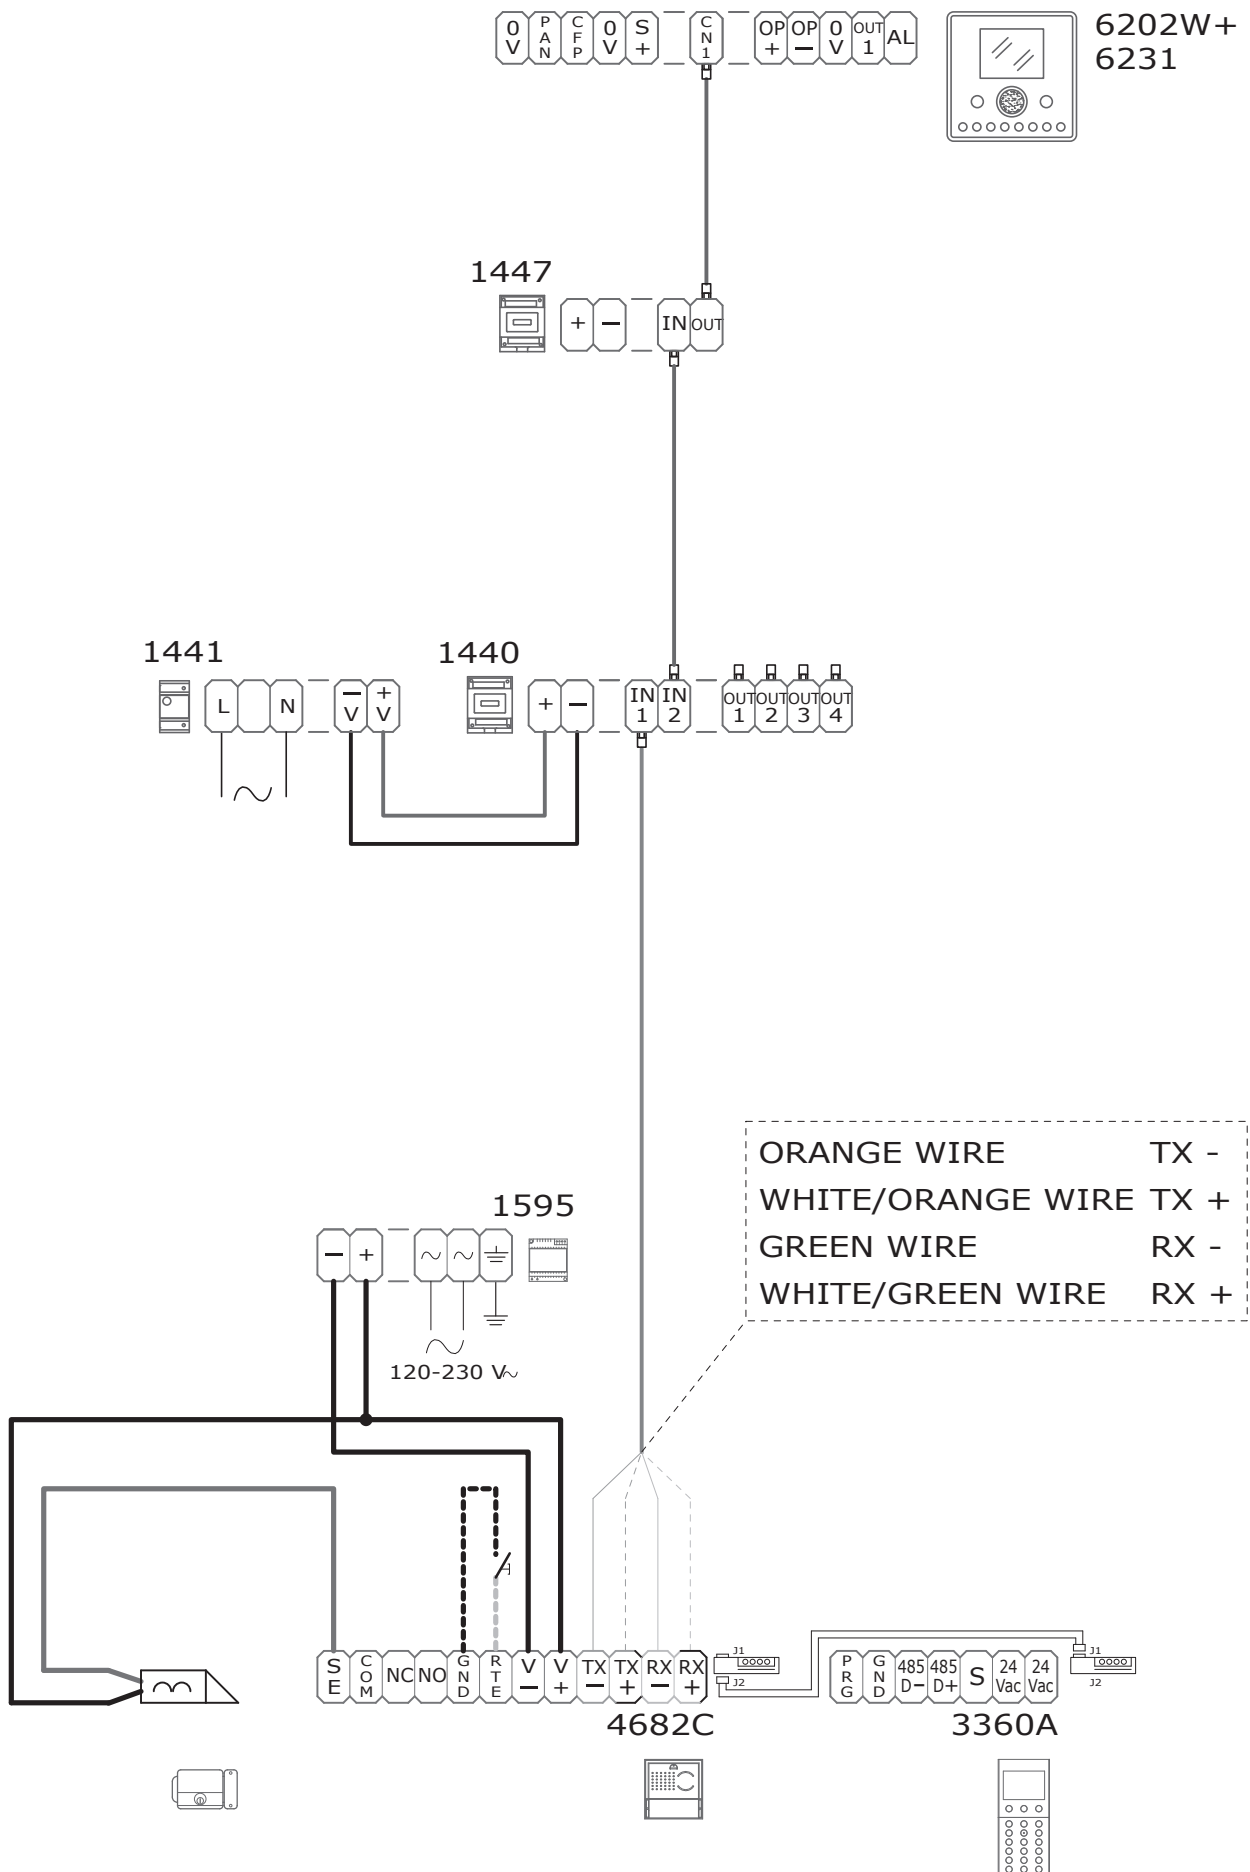 0V PAN CFP 0V S+ CN1 OP+ OP− 0V OUT1 AL
6202W+
6231
1447
+ − IN OUT
1441
L N −V +V
1440
+ − IN1 IN2 OUT1 OUT2 OUT3 OUT4
ORANGE WIRE TX -
WHITE/ORANGE WIRE TX +
GREEN WIRE RX -
WHITE/GREEN WIRE RX +
1595
− + ~ ~
120-230 V~
SE COM NC NO GND RTE V− V+ TX− TX+ RX− RX+
J1
J2
4682C
PRG GND 485 D− 485 D+ S 24 Vac 24 Vac
J1
J2
3360A